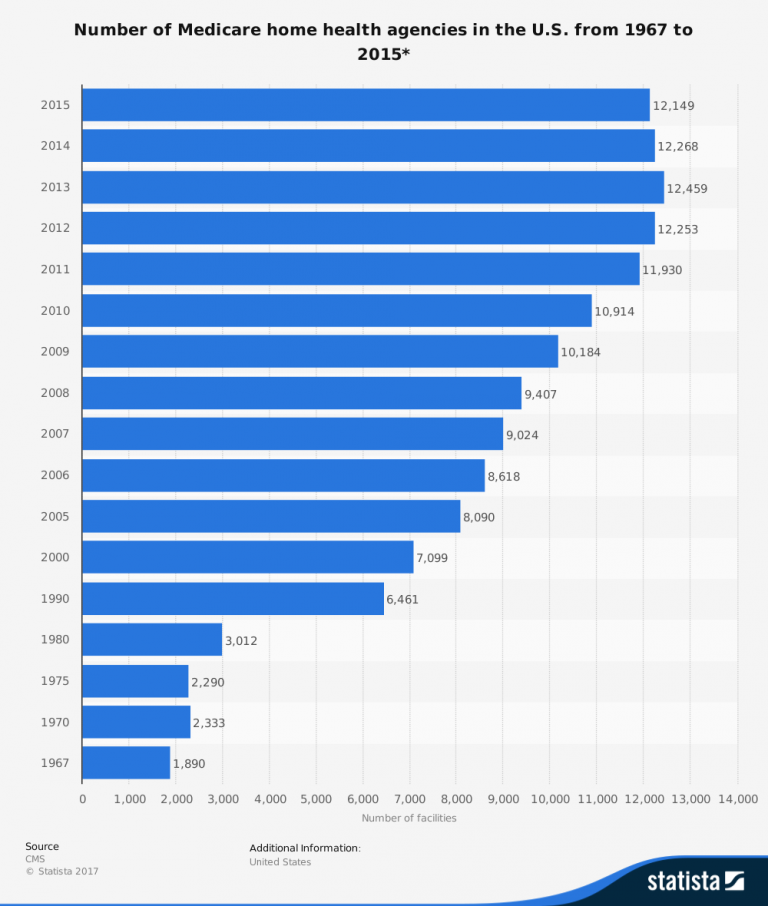 Number of Medicare home health agencies in the U.S. from 1967 to
2015*
2015 12,149
2014 12,268
2013 12,459
2012 12,253
2011 11,930
2010 10,914
2009 10,184
2008 9,407
2007 9,024
2006 8,618
2005 8,090
2000 7,099
1990 6,461
1980 3,012
1975 2,290
1970 2,333
1967 1,890
0 1,000 2,000 3,000 4,000 5,000 6,000 7,000 8,000 9,000 10,000 11,000 12,000 13,000 14,000
Number of facilities
Source
CMS
© Statista 2017
Additional Information:
United States
statista